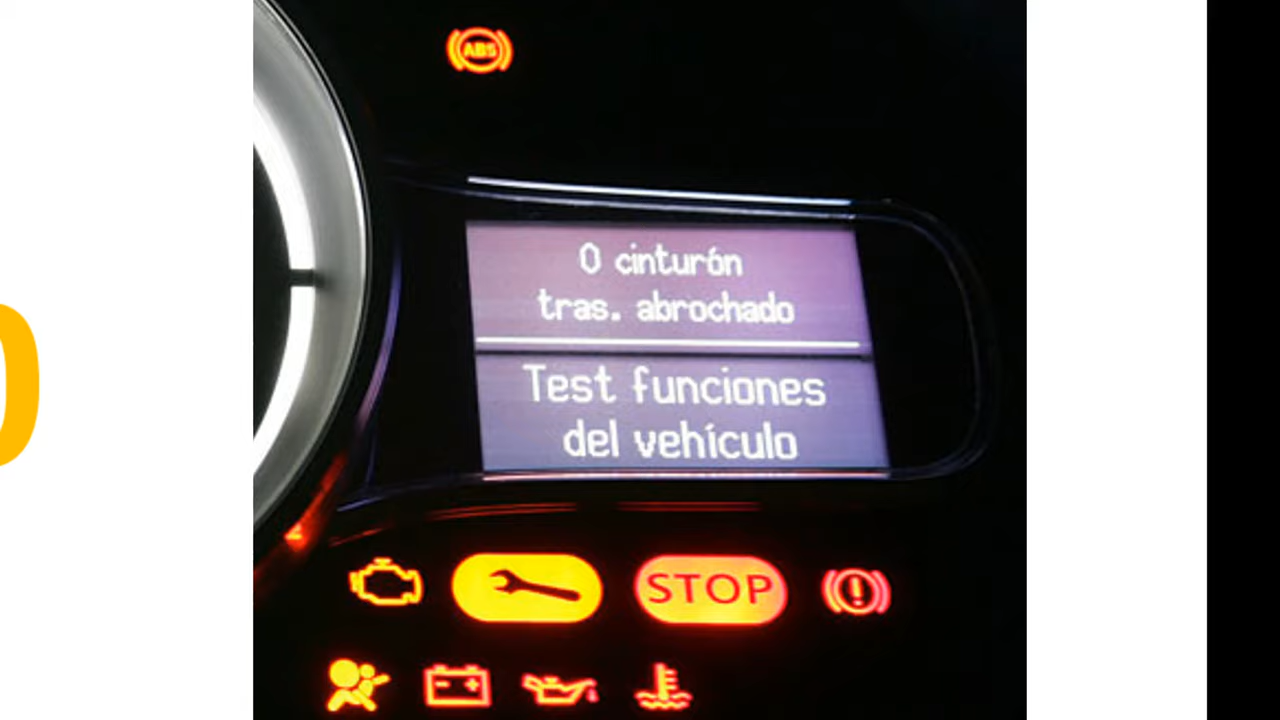 ABS
0 cinturón
tras. abrochado
Test funciones
del vehículo
STOP